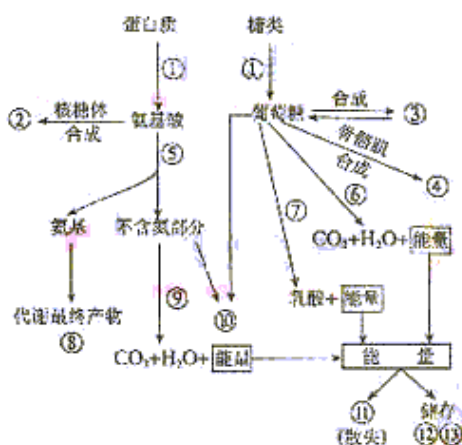 蛋白质 糖类
① ①
② 核糖体 氨基酸 葡萄糖 合成 ③
合成
⑤ 骨骼肌
合成 ④
⑦ ⑥
氨基 不含氮部分 CO₂+H₂O+能量
⑨ ⑩ 乳酸+能量
代谢最终产物
⑧
CO₂+H₂O+能量 能 量
⑪ 储存
(散失) ⑫⑬